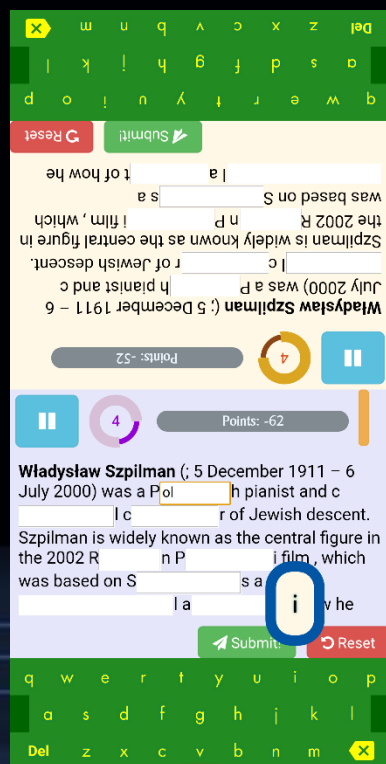 4 Points: -52
Władysław Szpilman (; 5 December 1911 – 6
July 2000) was a P h pianist and c
l c r of Jewish descent.
Szpilman is widely known as the central figure in
the 2002 R n P i film , which
was based on S s a
l a t of how he
Submit! Reset
q w e r t y u i o p
a s d f g h j k l
Del z x c v b n m
4 Points: -62
Władysław Szpilman (; 5 December 1911 – 6
July 2000) was a P ol h pianist and c
l c r of Jewish descent.
Szpilman is widely known as the central figure in
the 2002 R n P i film , which
was based on S s a
l a i w he
Submit! Reset
q w e r t y u i o p
a s d f g h j k l
Del z x c v b n m